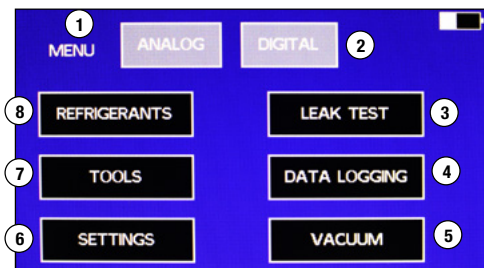 1
MENU ANALOG DIGITAL 2
8 REFRIGERANTS LEAK TEST 3
7 TOOLS DATA LOGGING 4
6 SETTINGS VACUUM 5